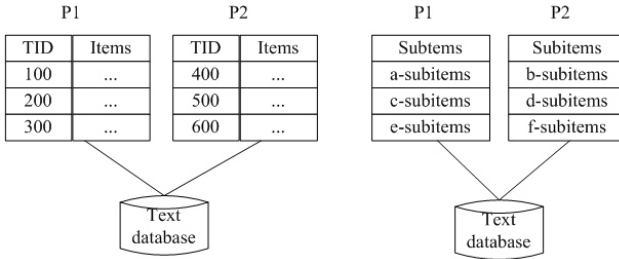 P1 P2 P1 P2
TID Items TID Items Subtems Subitems
100 ... 400 ... a-subitems b-subitems
200 ... 500 ... c-subitems d-subitems
300 ... 600 ... e-subitems f-subitems
Text Text
database database